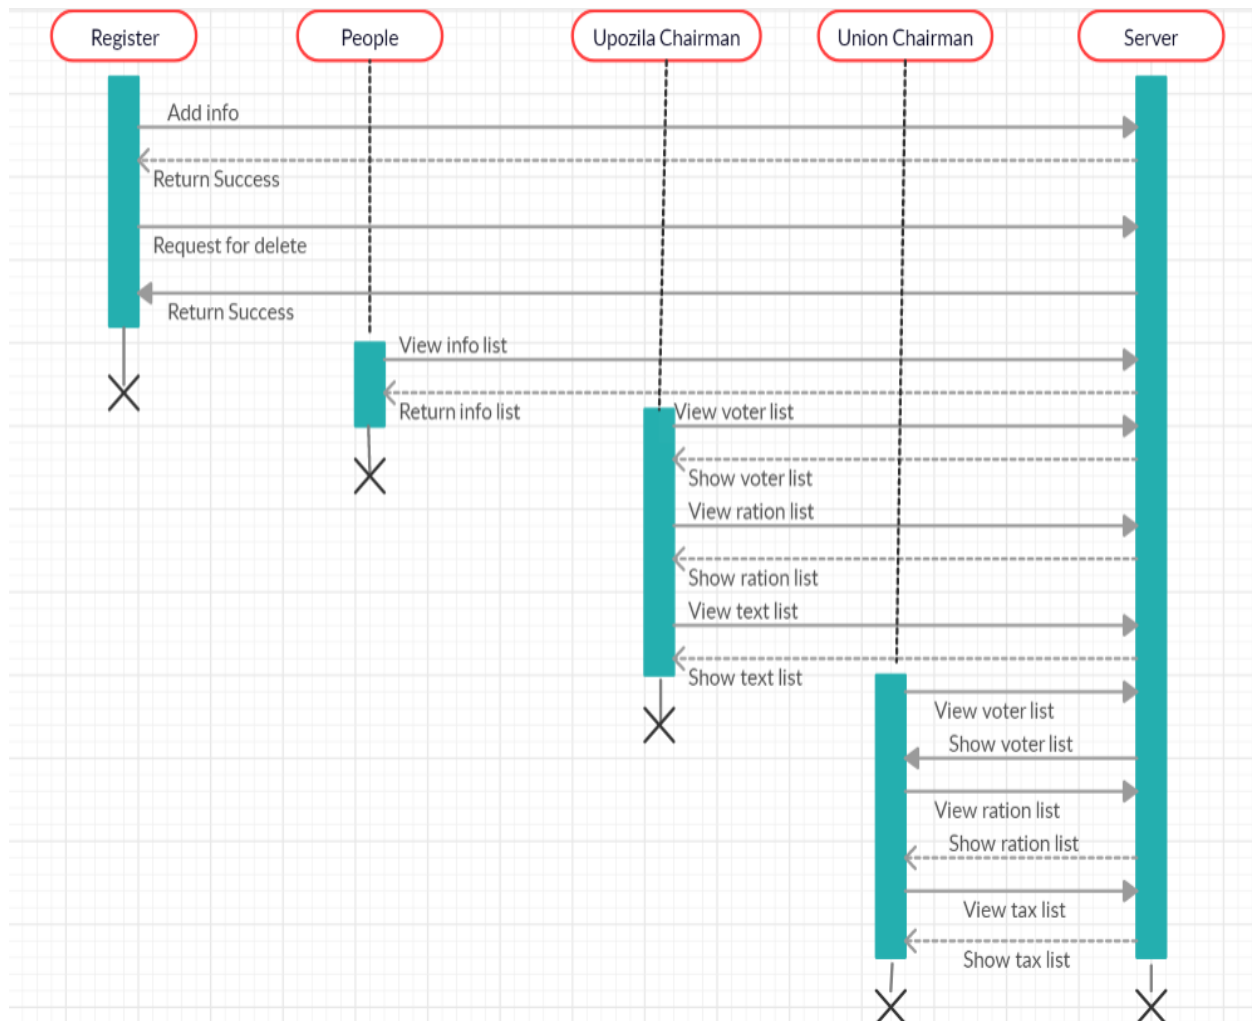 Register
People
Upozila Chairman
Union Chairman
Server
Add info
Return Success
Request for delete
Return Success
View info list
Return info list
View voter list
Show voter list
View ration list
Show ration list
View text list
Show text list
View voter list
Show voter list
View ration list
Show ration list
View tax list
Show tax list